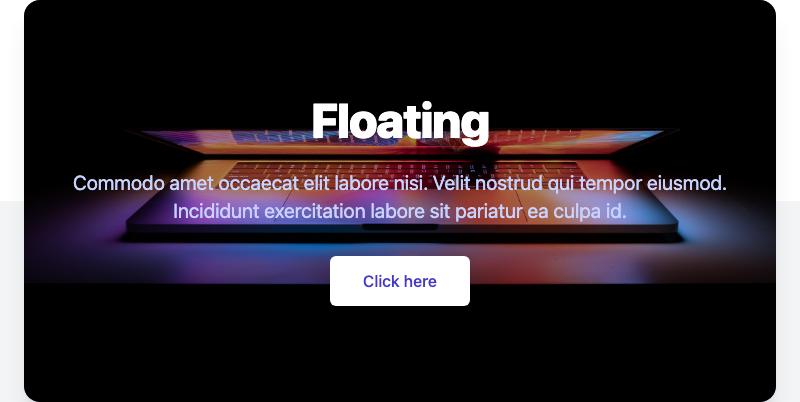 Floating
Commodo amet occaecat elit labore nisi. Velit nostrud qui tempor eiusmod.
Incididunt exercitation labore sit pariatur ea culpa id.
Click here